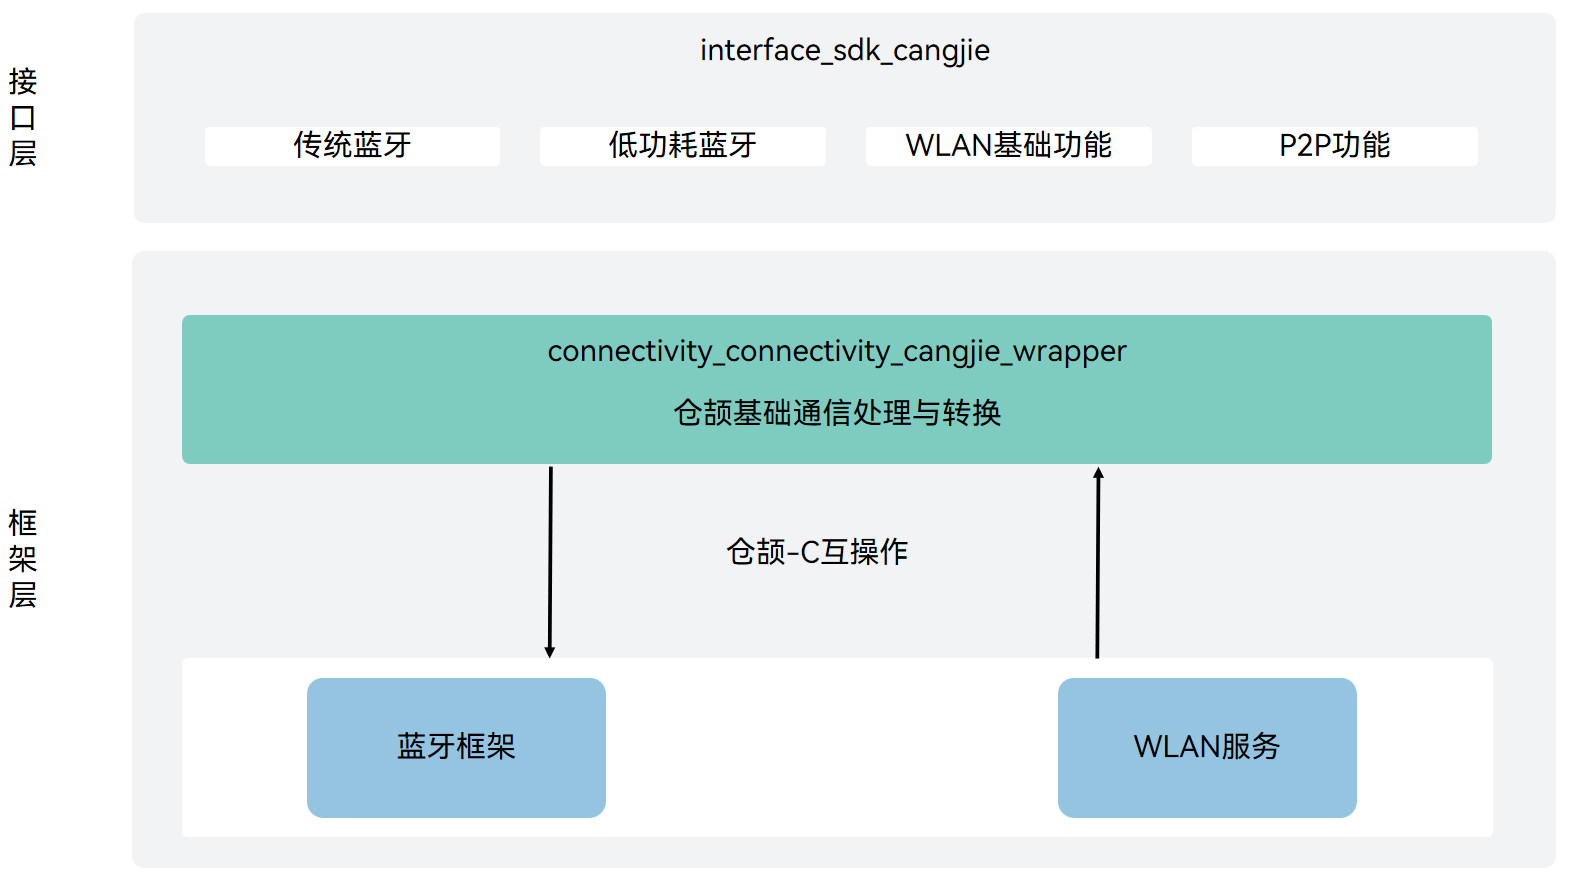 接口层
interface_sdk_cangjie
传统蓝牙
低功耗蓝牙
WLAN基础功能
P2P功能
框架层
connectivity_connectivity_cangjie_wrapper
仓颉基础通信处理与转换
仓颉-C互操作
蓝牙框架
WLAN服务